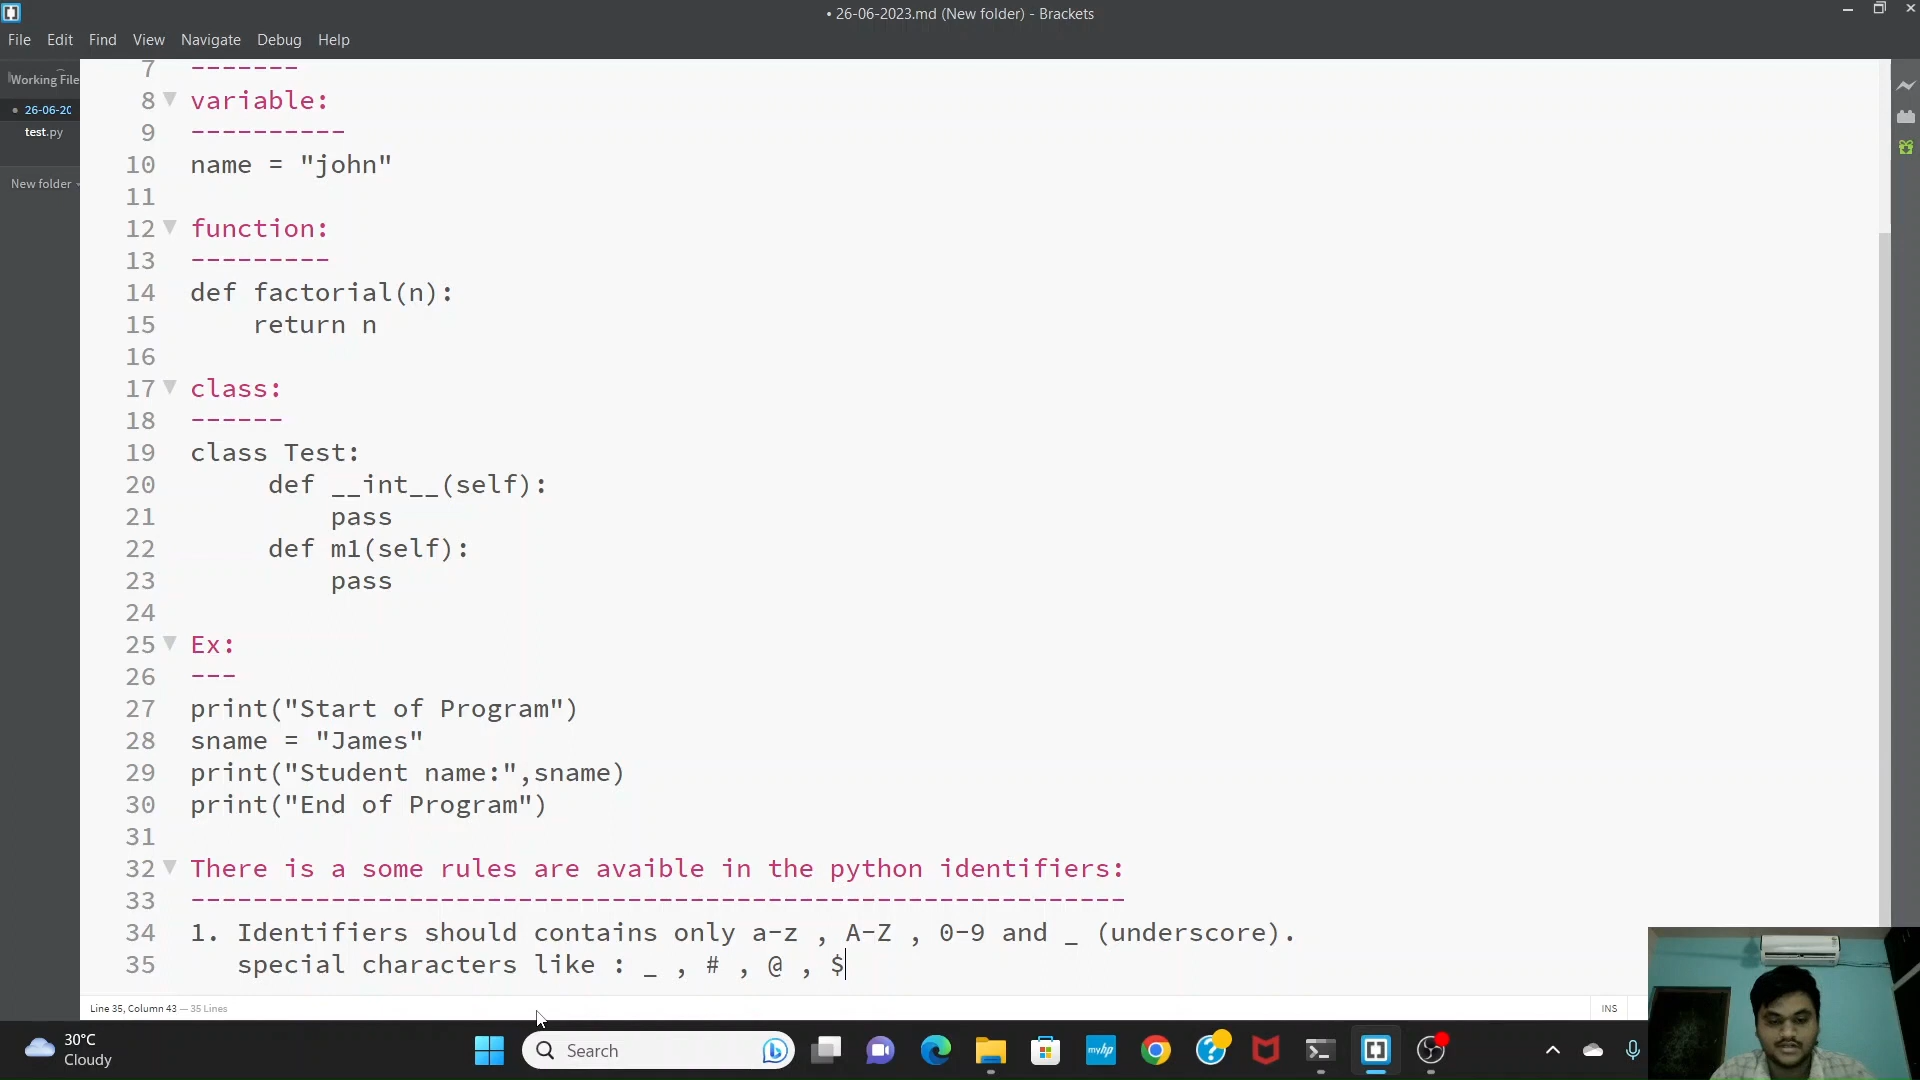 • 26-06-2023.md (New folder) - Brackets
File Edit Find View Navigate Debug Help
Working File
• 26-06-20
test.py
New folder
7 -------
8 variable:
9 ----------
10 name = "john"
11
12 function:
13 ---------
14 def factorial(n):
15     return n
16
17 class:
18 ------
19 class Test:
20      def __int__(self):
21          pass
22      def m1(self):
23          pass
24
25 Ex:
26 ---
27 print("Start of Program")
28 sname = "James"
29 print("Student name:",sname)
30 print("End of Program")
31
32 There is a some rules are avaible in the python identifiers:
33 ------------------------------------------------------------
34 1. Identifiers should contains only a-z , A-Z , 0-9 and _ (underscore).
35    special characters like : _ , # , @ , $
Line 35, Column 43 — 35 Lines
INS
30°C
Cloudy
Search
myhp